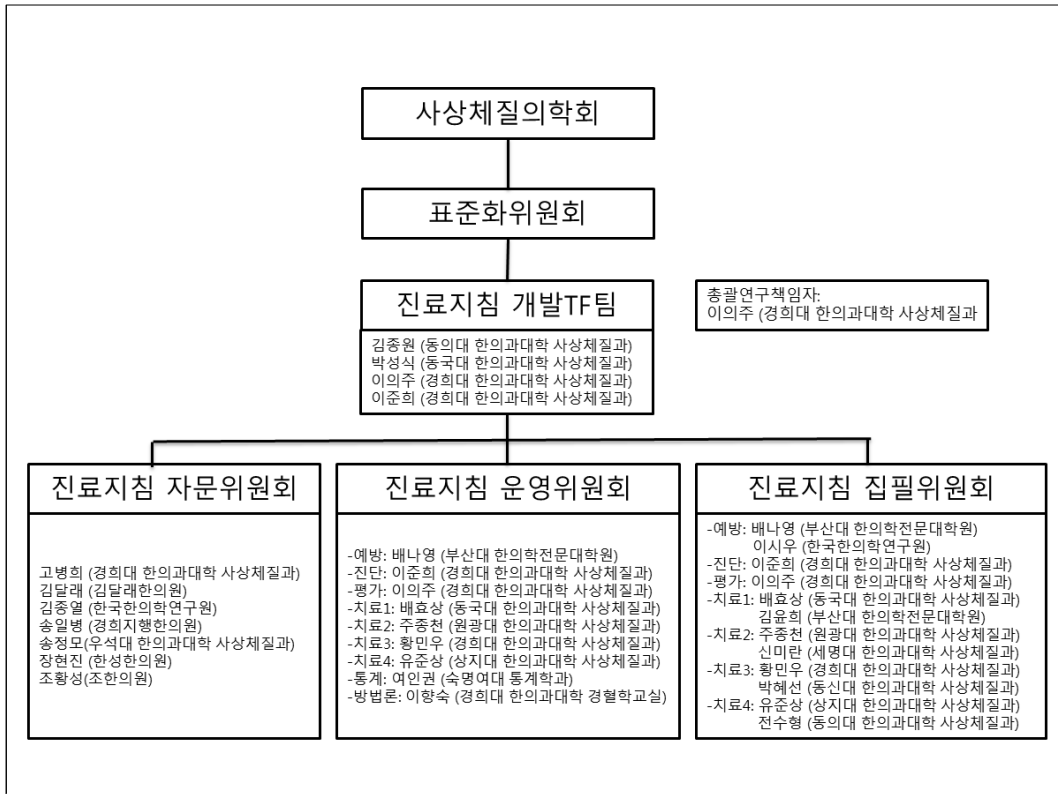 사상체질의학회
표준화위원회
진료지침 개발TF팀
김종원 (동의대 한의과대학 사상체질과)
박성식 (동국대 한의과대학 사상체질과)
이의주 (경희대 한의과대학 사상체질과)
이준희 (경희대 한의과대학 사상체질과)
총괄연구책임자:
이의주 (경희대 한의과대학 사상체질과
진료지침 자문위원회
고병희 (경희대 한의과대학 사상체질과)
김달래 (김달래한의원)
김종열 (한국한의학연구원)
송일병 (경희지행한의원)
송정모(우석대 한의과대학 사상체질과)
장현진 (한성한의원)
조황성(조한의원)
진료지침 운영위원회
-예방: 배나영 (부산대 한의학전문대학원)
-진단: 이준희 (경희대 한의과대학 사상체질과)
-평가: 이의주 (경희대 한의과대학 사상체질과)
-치료1: 배효상 (동국대 한의과대학 사상체질과)
-치료2: 주종천 (원광대 한의과대학 사상체질과)
-치료3: 황민우 (경희대 한의과대학 사상체질과)
-치료4: 유준상 (상지대 한의과대학 사상체질과)
-통계: 여인권 (숙명여대 통계학과)
-방법론: 이향숙 (경희대 한의과대학 경혈학교실)
진료지침 집필위원회
-예방: 배나영 (부산대 한의학전문대학원)
이시우 (한국한의학연구원)
-진단: 이준희 (경희대 한의과대학 사상체질과)
-평가: 이의주 (경희대 한의과대학 사상체질과)
-치료1: 배효상 (동국대 한의과대학 사상체질과)
김윤희 (부산대 한의학전문대학원)
-치료2: 주종천 (원광대 한의과대학 사상체질과)
신미란 (세명대 한의과대학 사상체질과)
-치료3: 황민우 (경희대 한의과대학 사상체질과)
박혜선 (동신대 한의과대학 사상체질과)
-치료4: 유준상 (상지대 한의과대학 사상체질과)
전수형 (동의대 한의과대학 사상체질과)